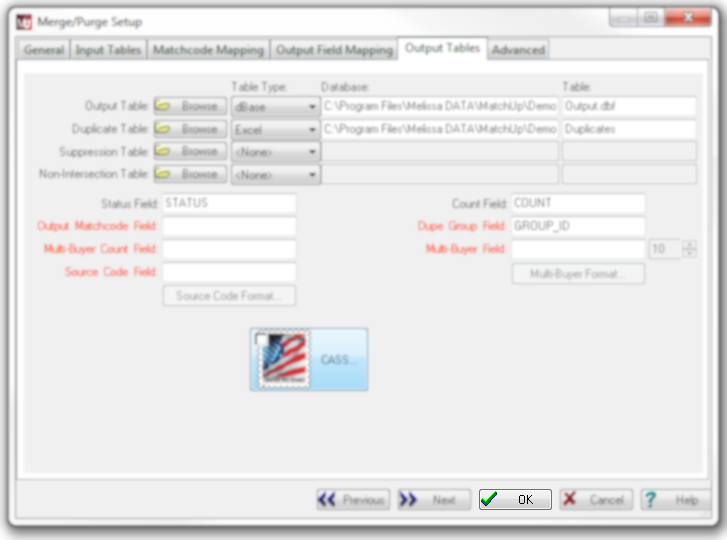 Merge/Purge Setup
General Input Tables Matchcode Mapping Output Field Mapping Output Tables Advanced
Table Type: Database: Table:
Output Table: Browse dBase C:\Program Files\Melissa DATA\MatchUp\Demo Output.dbf
Duplicate Table: Browse Excel C:\Program Files\Melissa DATA\MatchUp\Demo Duplicates
Suppression Table: Browse <None>
Non-Intersection Table: Browse <None>
Status Field: STATUS Count Field: COUNT
Output Matchcode Field: Dupe Group Field: GROUP_ID
Multi-Buyer Count Field: Multi-Buyer Field: 10
Source Code Field: Multi-Buyer Format...
Source Code Format...
CASS...
Previous Next OK Cancel Help